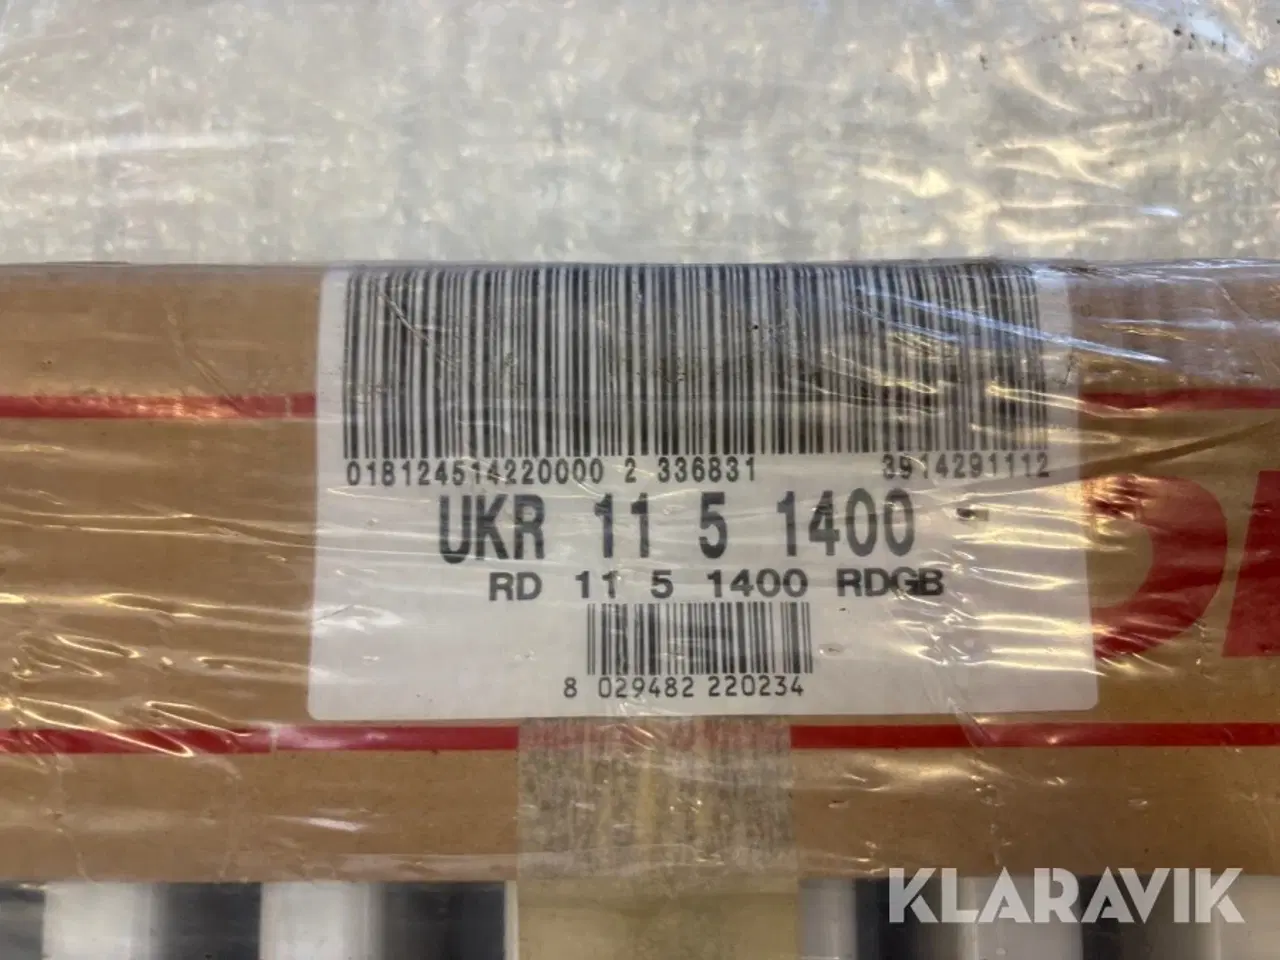 018124514220000 2 336831 3914291112
UKR 11 5 1400 -
RD 11 5 1400 RDGB
8 029482 220234
KLARAVIK